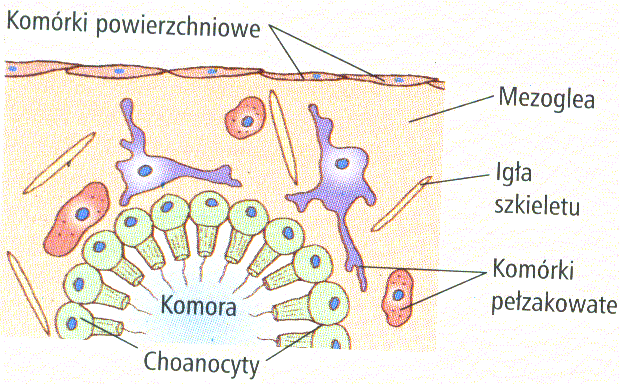 Komórki powierzchniowe
Mezoglea
Igła
szkieletu
Komórki
pełzakowate
Komora
Choanocyty